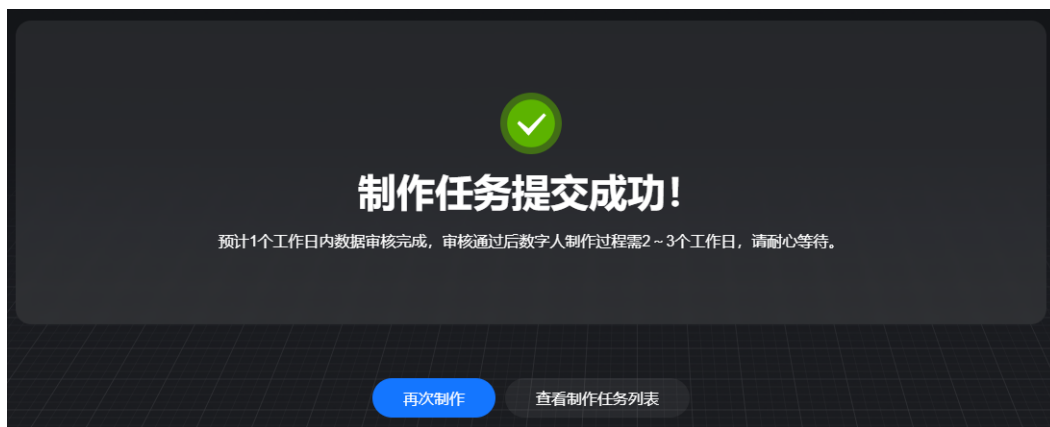 制作任务提交成功！
预计1个工作日内数据审核完成，审核通过后数字人制作过程需2~3个工作日，请耐心等待。
再次制作
查看制作任务列表